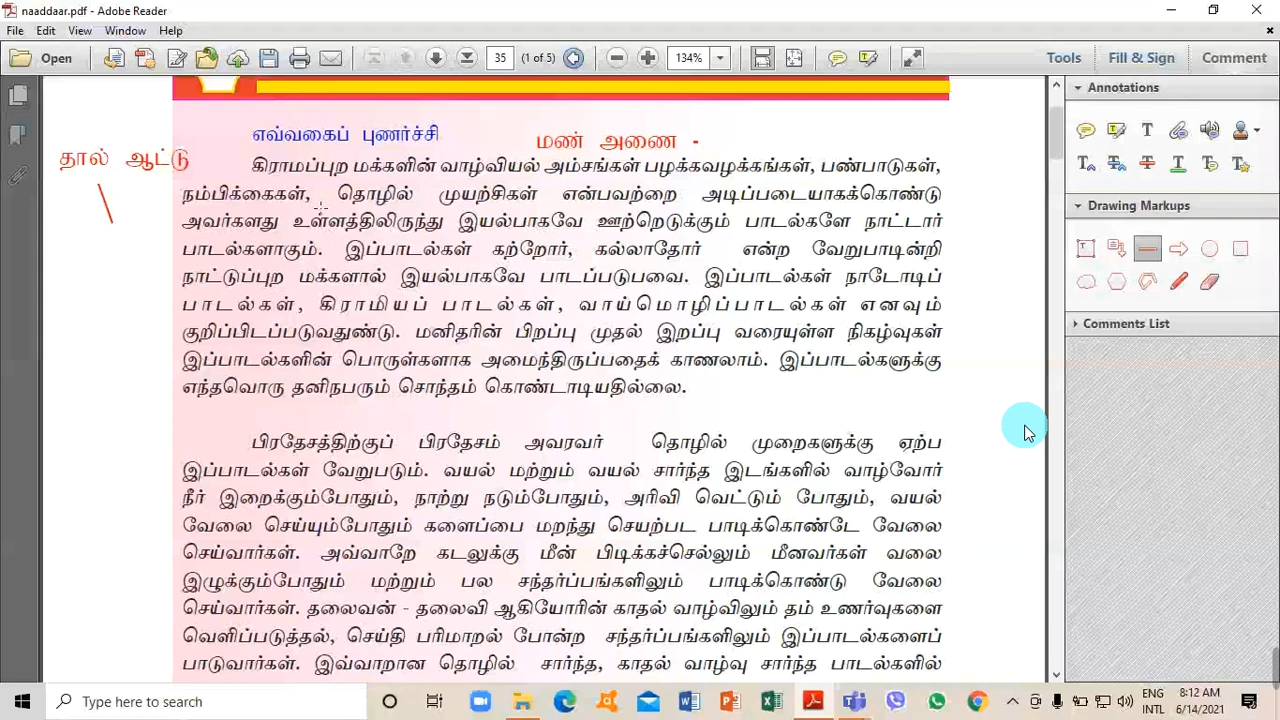 naaddaar.pdf - Adobe Reader
File Edit View Window Help
Open 35 (1 of 5) 134% Tools Fill & Sign Comment
Annotations
எவ்வகைப் புணர்ச்சி
மண் அணை -
தால் ஆட்டு
கிராமப்புற மக்களின் வாழ்வியல் அம்சங்கள் பழக்கவழக்கங்கள், பண்பாடுகள்,
நம்பிக்கைகள், தொழில் முயற்சிகள் என்பவற்றை அடிப்படையாகக்கொண்டு
அவர்களது உள்ளத்திலிருந்து இயல்பாகவே ஊற்றெடுக்கும் பாடல்களே நாட்டார்
பாடல்களாகும். இப்பாடல்கள் கற்றோர், கல்லாதோர் என்ற வேறுபாடின்றி
நாட்டுப்புற மக்களால் இயல்பாகவே பாடப்படுபவை. இப்பாடல்கள் நாடோடிப்
பாடல்கள், கிராமியப் பாடல்கள், வாய்மொழிப்பாடல்கள் எனவும்
குறிப்பிடப்படுவதுண்டு. மனிதரின் பிறப்பு முதல் இறப்பு வரையுள்ள நிகழ்வுகள்
இப்பாடல்களின் பொருள்களாக அமைந்திருப்பதைக் காணலாம். இப்பாடல்களுக்கு
எந்தவொரு தனிநபரும் சொந்தம் கொண்டாடியதில்லை.
பிரதேசத்திற்குப் பிரதேசம் அவரவர் தொழில் முறைகளுக்கு ஏற்ப
இப்பாடல்கள் வேறுபடும். வயல் மற்றும் வயல் சார்ந்த இடங்களில் வாழ்வோர்
நீர் இறைக்கும்போதும், நாற்று நடும்போதும், அரிவி வெட்டும் போதும், வயல்
வேலை செய்யும்போதும் களைப்பை மறந்து செயற்பட பாடிக்கொண்டே வேலை
செய்வார்கள். அவ்வாறே கடலுக்கு மீன் பிடிக்கச்செல்லும் மீனவர்கள் வலை
இழுக்கும்போதும் மற்றும் பல சந்தர்ப்பங்களிலும் பாடிக்கொண்டு வேலை
செய்வார்கள். தலைவன் - தலைவி ஆகியோரின் காதல் வாழ்விலும் தம் உணர்வுகளை
வெளிப்படுத்தல், செய்தி பரிமாறல் போன்ற சந்தர்ப்பங்களிலும் இப்பாடல்களைப்
பாடுவார்கள். இவ்வாறான தொழில் சார்ந்த, காதல் வாழ்வு சார்ந்த பாடல்களில்
Drawing Markups
Comments List
Type here to search
ENG 8:12 AM
INTL 6/14/2021